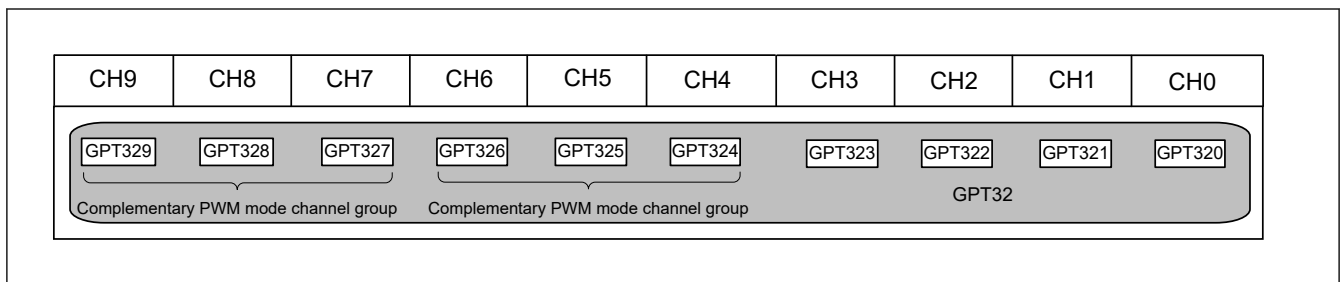 CH9 CH8 CH7 CH6 CH5 CH4 CH3 CH2 CH1 CH0
GPT329 GPT328 GPT327 GPT326 GPT325 GPT324 GPT323 GPT322 GPT321 GPT320
GPT32
Complementary PWM mode channel group Complementary PWM mode channel group